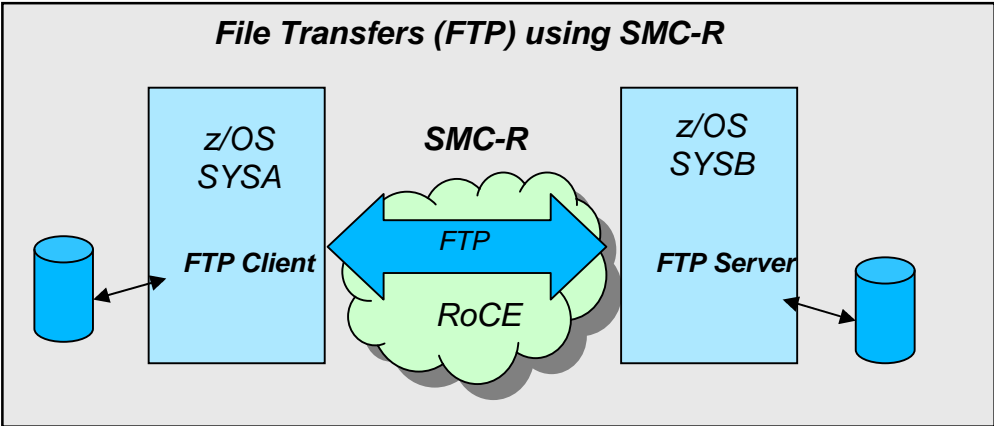 File Transfers (FTP) using SMC-R
z/OS
SYSA
FTP Client
SMC-R
FTP
RoCE
z/OS
SYSB
FTP Server